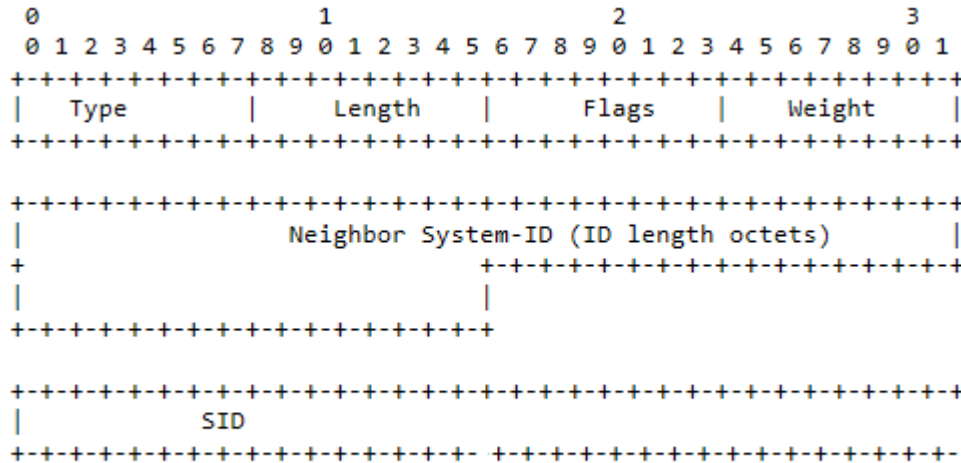 0 1 2 3
0 1 2 3 4 5 6 7 8 9 0 1 2 3 4 5 6 7 8 9 0 1 2 3 4 5 6 7 8 9 0 1
+-+-+-+-+-+-+-+-+-+-+-+-+-+-+-+-+-+-+-+-+-+-+-+-+-+-+-+-+-+-+-+-+
| Type | Length | Flags | Weight |
+-+-+-+-+-+-+-+-+-+-+-+-+-+-+-+-+-+-+-+-+-+-+-+-+-+-+-+-+-+-+-+-+
+-+-+-+-+-+-+-+-+-+-+-+-+-+-+-+-+-+-+-+-+-+-+-+-+-+-+-+-+-+-+-+-+
| Neighbor System-ID (ID length octets) |
+ +-+-+-+-+-+-+-+-+-+-+-+-+-+-+-+-+
| |
+-+-+-+-+-+-+-+-+-+-+-+-+-+-+-+-+
+-+-+-+-+-+-+-+-+-+-+-+-+-+-+-+-+-+-+-+-+-+-+-+-+-+-+-+-+-+-+-+-+
| SID
+-+-+-+-+-+-+-+-+-+-+-+-+-+-+-+- +-+-+-+-+-+-+-+-+-+-+-+-+-+-+-+-